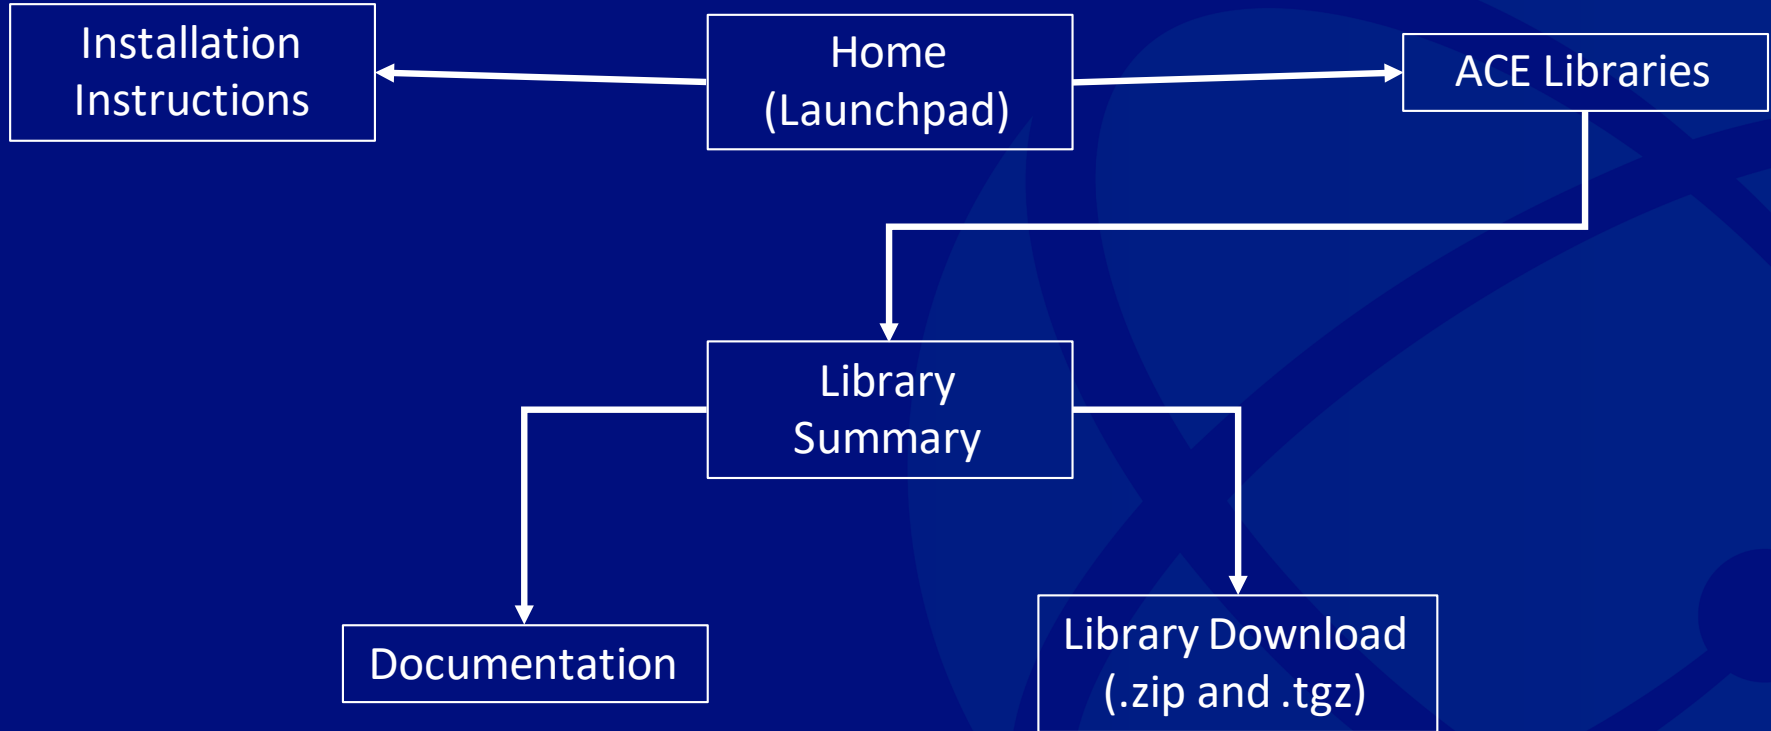 Installation
Instructions
Home
(Launchpad)
ACE Libraries
Library
Summary
Documentation
Library Download
(.zip and .tgz)